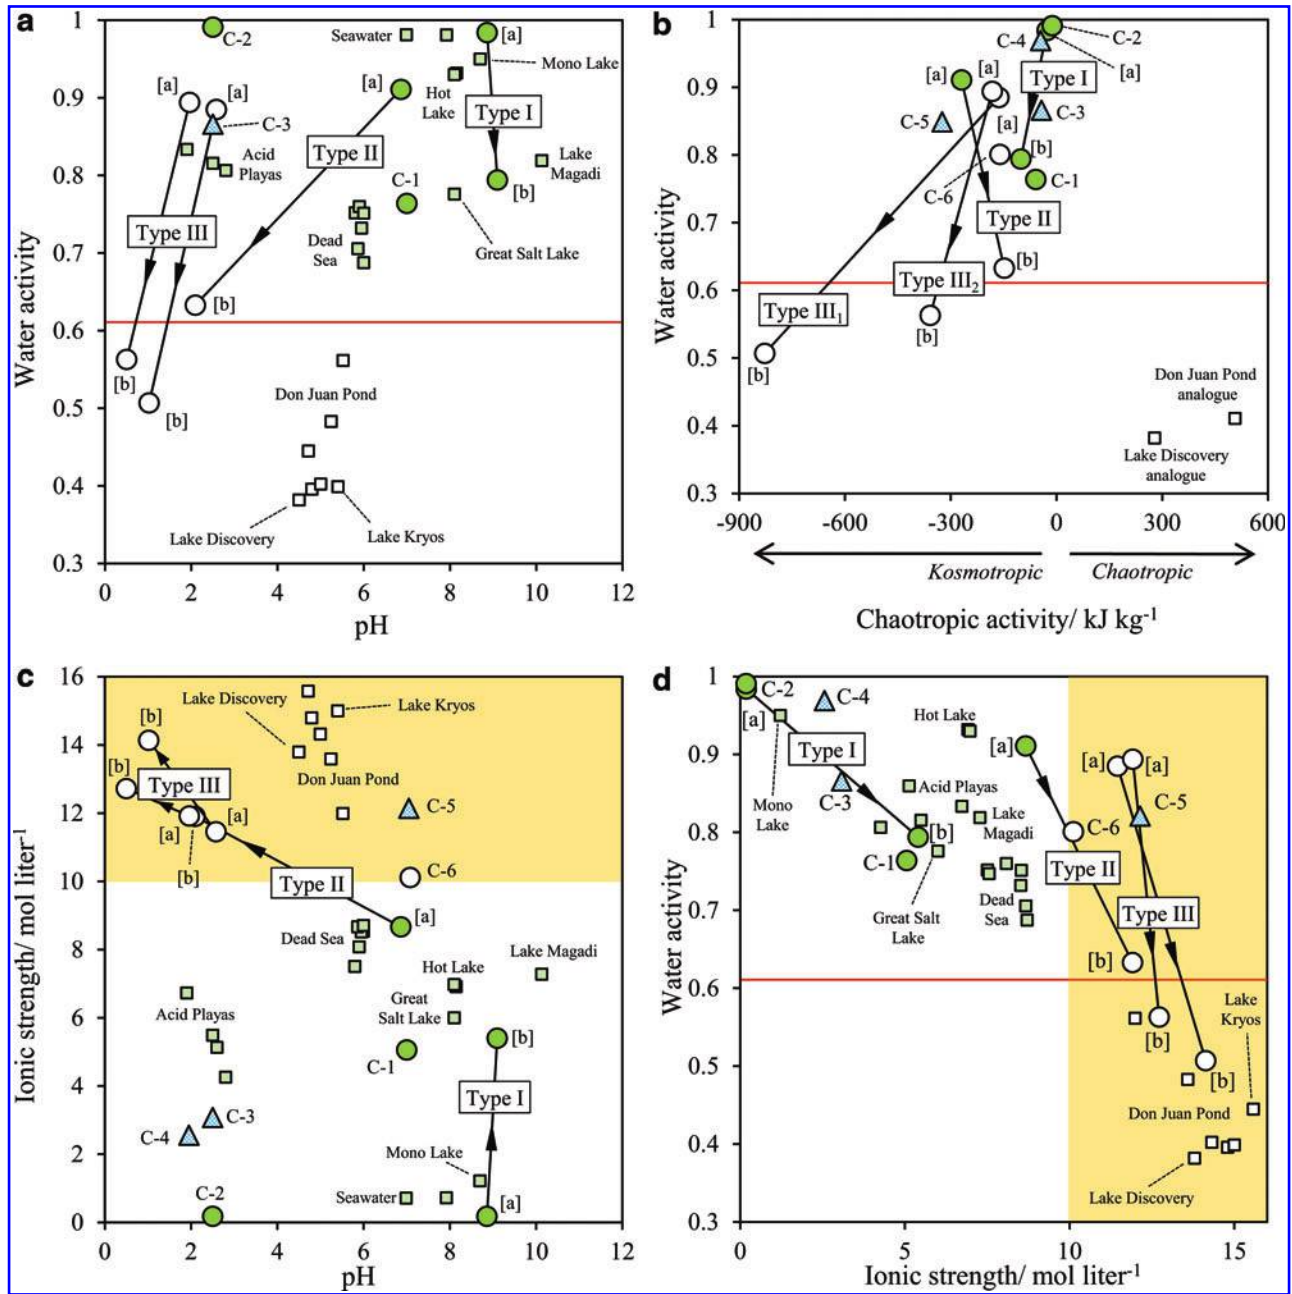 a
1
0.9
0.8
0.7
0.6
0.5
0.4
0.3
Water activity
0
2
4
6
8
10
12
pH
C-2
[a]
[a]
C-3
Acid
Playas
Type III
[b]
[b]
Type II
[a]
[b]
Seawater
[a]
Mono Lake
Hot
Lake
Type I
[b]
Lake
Magadi
C-1
Great Salt Lake
Dead
Sea
Don Juan Pond
Lake Discovery
Lake Kryos
b
1
0.9
0.8
0.7
0.6
0.5
0.4
0.3
Water activity
-900
-600
-300
0
300
600
Kosmotropic
Chaotropic
Chaotropic activity/ kJ kg-1
C-4
C-2
[a]
[a]
[a]
Type I
C-5
C-3
[a]
[b]
C-6
C-1
Type II
[b]
Type III2
Type III1
[b]
[b]
Don Juan Pond
analogue
Lake Discovery
analogue
c
16
14
12
10
8
6
4
2
0
Ionic strength/ mol liter-1
0
2
4
6
8
10
12
pH
Lake Discovery
Lake Kryos
[b]
[b]
Type III
Don Juan Pond
[a]
[a]
[b]
C-5
C-6
Type II
[a]
Dead Sea
Hot Lake
Lake Magadi
Great
Salt Lake
Acid Playas
C-1
[b]
Type I
C-3
C-4
Mono Lake
C-2
Seawater
[a]
d
1
0.9
0.8
0.7
0.6
0.5
0.4
0.3
Water activity
0
5
10
15
Ionic strength/ mol liter-1
C-2
C-4
[a]
Hot Lake
[a]
Type I
[a]
[a]
Mono
Lake
C-3
Acid Playas
Lake
Magadi
C-5
[b]
C-6
C-1
Type II
Great Salt
Lake
Dead
Sea
Type III
[b]
Lake
Kryos
[b]
[b]
Don Juan Pond
Lake Discovery